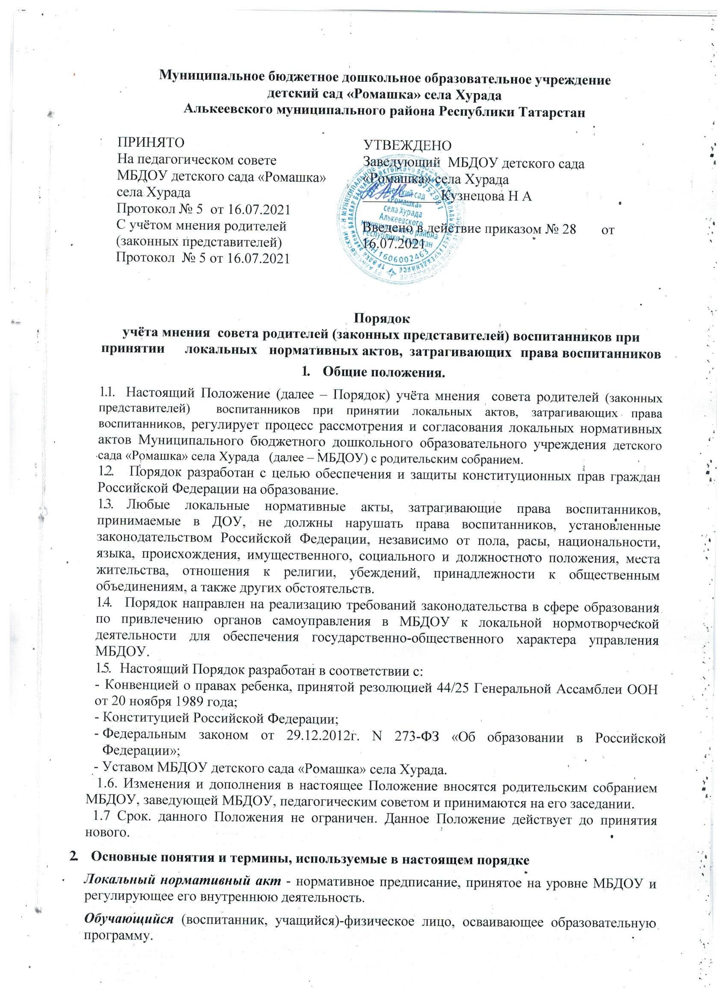 Муниципальное бюджетное дошкольное образовательное учреждение
детский сад «Ромашка» села Хурада
Алькеевского муниципального района Республики Татарстан
ПРИНЯТО
На педагогическом совете
МБДОУ детского сада «Ромашка»
села Хурада
Протокол № 5 от 16.07.2021
С учётом мнения родителей
(законных представителей)
Протокол № 5 от 16.07.2021
УТВЕЖДЕНО
Заведующий МБДОУ детского сада
«Ромашка» села Хурада
Кузнецова Н А
Введено в действие приказом № 28 от
16.07.2021
детский сад
«Ромашка»
села Хурада
Алькеевского
муниципального района
Республики Татарстан
1606002463
Порядок
учёта мнения совета родителей (законных представителей) воспитанников при
принятии локальных нормативных актов, затрагивающих права воспитанников
1. Общие положения.
1.1. Настоящий Положение (далее – Порядок) учёта мнения совета родителей (законных
представителей) воспитанников при принятии локальных актов, затрагивающих права
воспитанников, регулирует процесс рассмотрения и согласования локальных нормативных
актов Муниципального бюджетного дошкольного образовательного учреждения детского
сада «Ромашка» села Хурада (далее – МБДОУ) с родительским собранием.
1.2. Порядок разработан с целью обеспечения и защиты конституционных прав граждан
Российской Федерации на образование.
1.3. Любые локальные нормативные акты, затрагивающие права воспитанников,
принимаемые в ДОУ, не должны нарушать права воспитанников, установленные
законодательством Российской Федерации, независимо от пола, расы, национальности,
языка, происхождения, имущественного, социального и должностного положения, места
жительства, отношения к религии, убеждений, принадлежности к общественным
объединениям, а также других обстоятельств.
1.4. Порядок направлен на реализацию требований законодательства в сфере образования
по привлечению органов самоуправления в МБДОУ к локальной нормотворческой
деятельности для обеспечения государственно-общественного характера управления
МБДОУ.
1.5. Настоящий Порядок разработан в соответствии с:
- Конвенцией о правах ребенка, принятой резолюцией 44/25 Генеральной Ассамблеи ООН
от 20 ноября 1989 года;
- Конституцией Российской Федерации;
- Федеральным законом от 29.12.2012г. N 273-ФЗ «Об образовании в Российской
Федерации»;
- Уставом МБДОУ детского сада «Ромашка» села Хурада.
1.6. Изменения и дополнения в настоящее Положение вносятся родительским собранием
МБДОУ, заведующей МБДОУ, педагогическим советом и принимаются на его заседании.
1.7 Срок. данного Положения не ограничен. Данное Положение действует до принятия
нового.
2. Основные понятия и термины, используемые в настоящем порядке
Локальный нормативный акт - нормативное предписание, принятое на уровне МБДОУ и
регулирующее его внутреннюю деятельность.
Обучающийся (воспитанник, учащийся)-физическое лицо, осваивающее образовательную
программу.